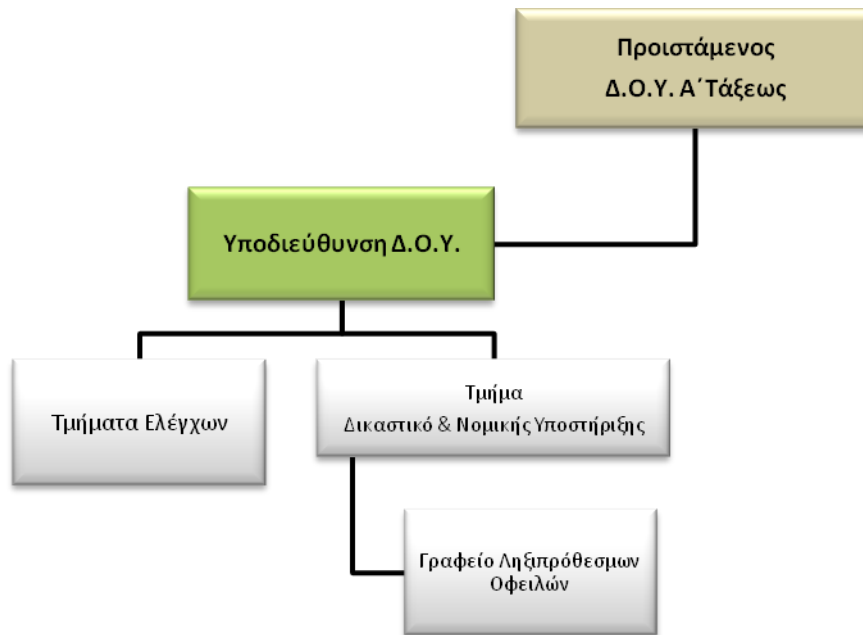 Προιστάμενος
Δ.Ο.Υ. Α΄Τάξεως
Υποδιεύθυνση Δ.Ο.Υ.
Τμήματα Ελέγχων
Τμήμα
Δικαστικό & Νομικής Υποστήριξης
Γραφείο Ληξιπρόθεσμων
Οφειλών